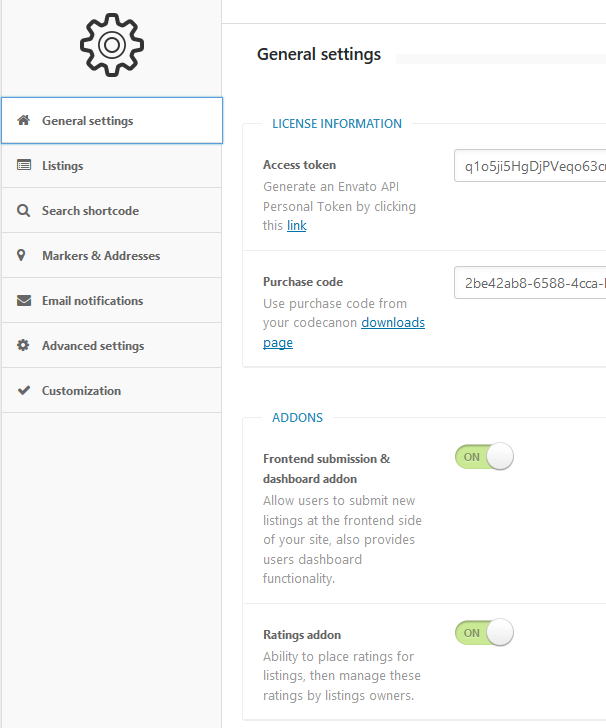 General settings
Listings
Search shortcode
Markers & Addresses
Email notifications
Advanced settings
Customization
General settings
LICENSE INFORMATION
Access token
Generate an Envato API
Personal Token by clicking
this link
q1o5ji5HgDjPVeqo63c
Purchase code
Use purchase code from
your codecanon downloads
page
2be42ab8-6588-4cca-
ADDONS
Frontend submission &
dashboard addon
Allow users to submit new
listings at the frontend side
of your site, also provides
users dashboard
functionality.
ON
Ratings addon
Ability to place ratings for
listings, then manage these
ratings by listings owners.
ON